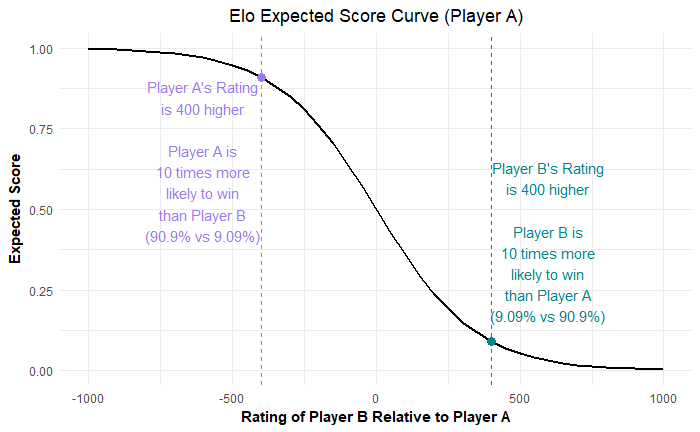 Elo Expected Score Curve (Player A)
1.00
0.75
0.50
0.25
0.00
Expected Score
Player A's Rating
is 400 higher
Player A is
10 times more
likely to win
than Player B
(90.9% vs 9.09%)
Player B's Rating
is 400 higher
Player B is
10 times more
likely to win
than Player A
(9.09% vs 90.9%)
-1000
-500
0
500
1000
Rating of Player B Relative to Player A